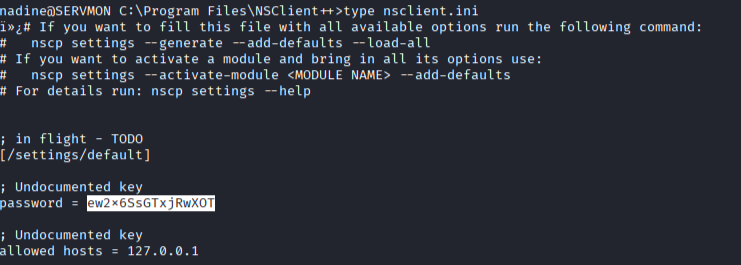 nadine@SERVMON C:\Program Files\NSClient++>type nsclient.ini
ï»¿# If you want to fill this file with all available options run the following command:
#   nscp settings --generate --add-defaults --load-all
# If you want to activate a module and bring in all its options use:
#   nscp settings --activate-module <MODULE NAME> --add-defaults
# For details run: nscp settings --help
; in flight - TODO
[/settings/default]
; Undocumented key
password = ew2x6SsGTxjRwXOT
; Undocumented key
allowed hosts = 127.0.0.1